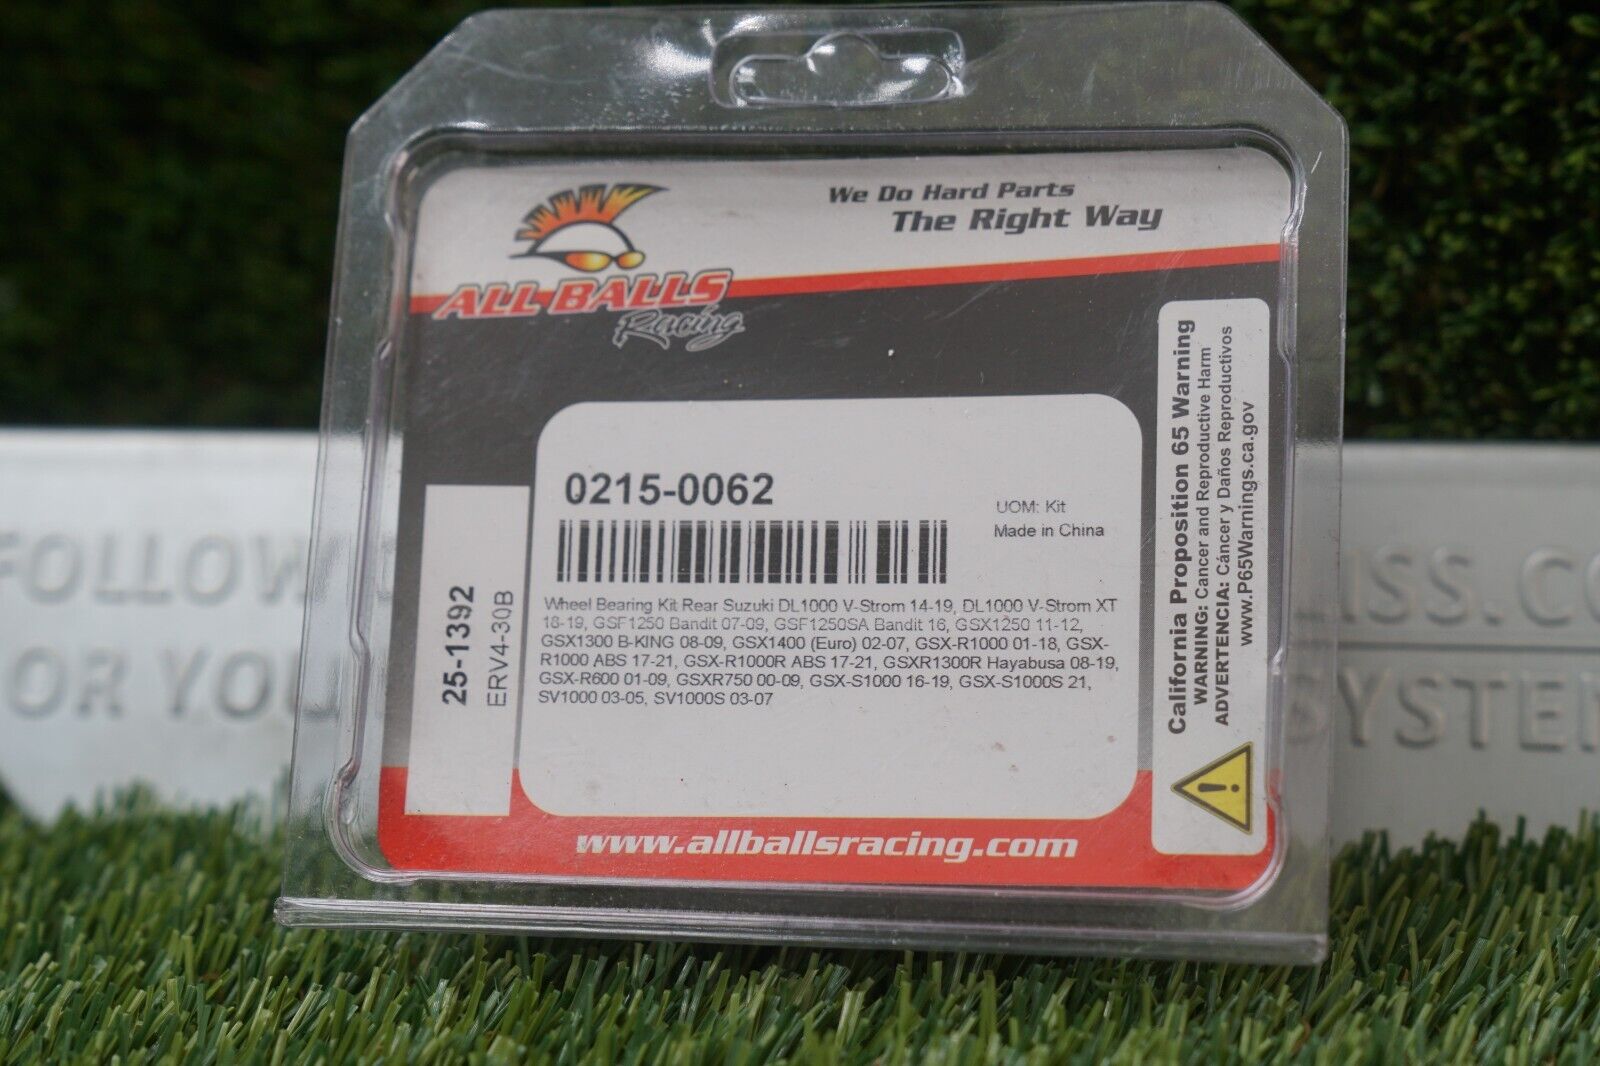 We Do Hard Parts
The Right Way
ALL BALLS
Racing
0215-0062
UOM: Kit
Made in China
Wheel Bearing Kit Rear Suzuki DL1000 V-Strom 14-19, DL1000 V-Strom XT
18-19, GSF1250 Bandit 07-09, GSF1250SA Bandit 16, GSX1250 11-12,
GSX1300 B-KING 08-09, GSX1400 (Euro) 02-07, GSX-R1000 01-18, GSX-
R1000 ABS 17-21, GSX-R1000R ABS 17-21, GSXR1300R Hayabusa 08-19,
GSX-R600 01-09, GSXR750 00-09, GSX-S1000 16-19, GSX-S1000S 21,
SV1000 03-05, SV1000S 03-07
25-1392
ERV4-30B
California Proposition 65 Warning
WARNING: Cancer and Reproductive Harm
ADVERTENCIA: Cáncer y Daños Reproductivos
www.P65Warnings.ca.gov
www.allballsracing.com
FOLLOW
OR YOU
ISS.CO
SYSTEM